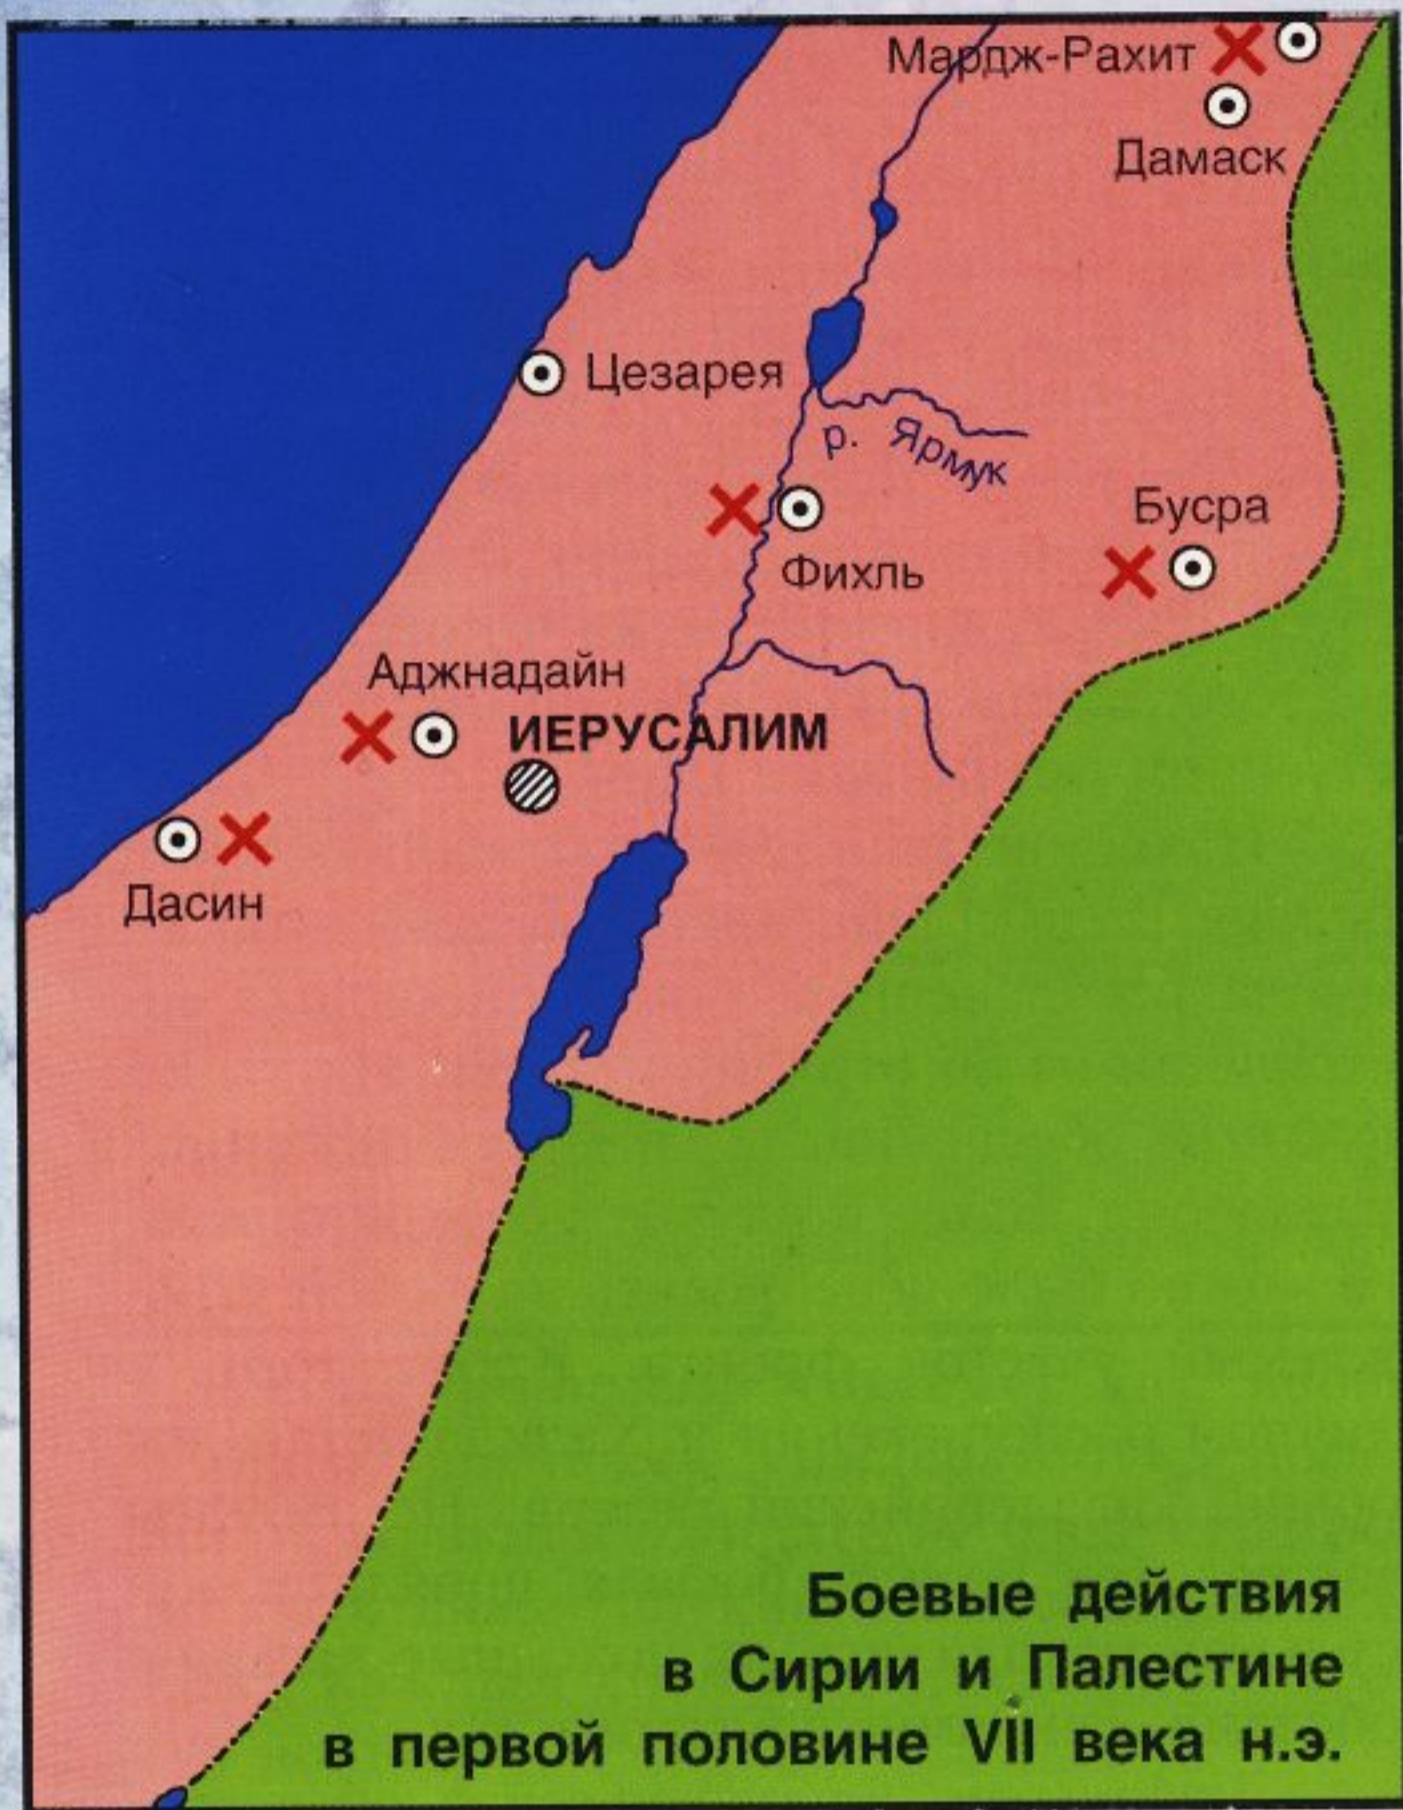 Мардж-Рахит
Дамаск
Цезарея
р. Ярмук
Бусра
Фихль
Аджнадайн
ИЕРУСАЛИМ
Дасин
Боевые действия
в Сирии и Палестине
в первой половине VII века н.э.